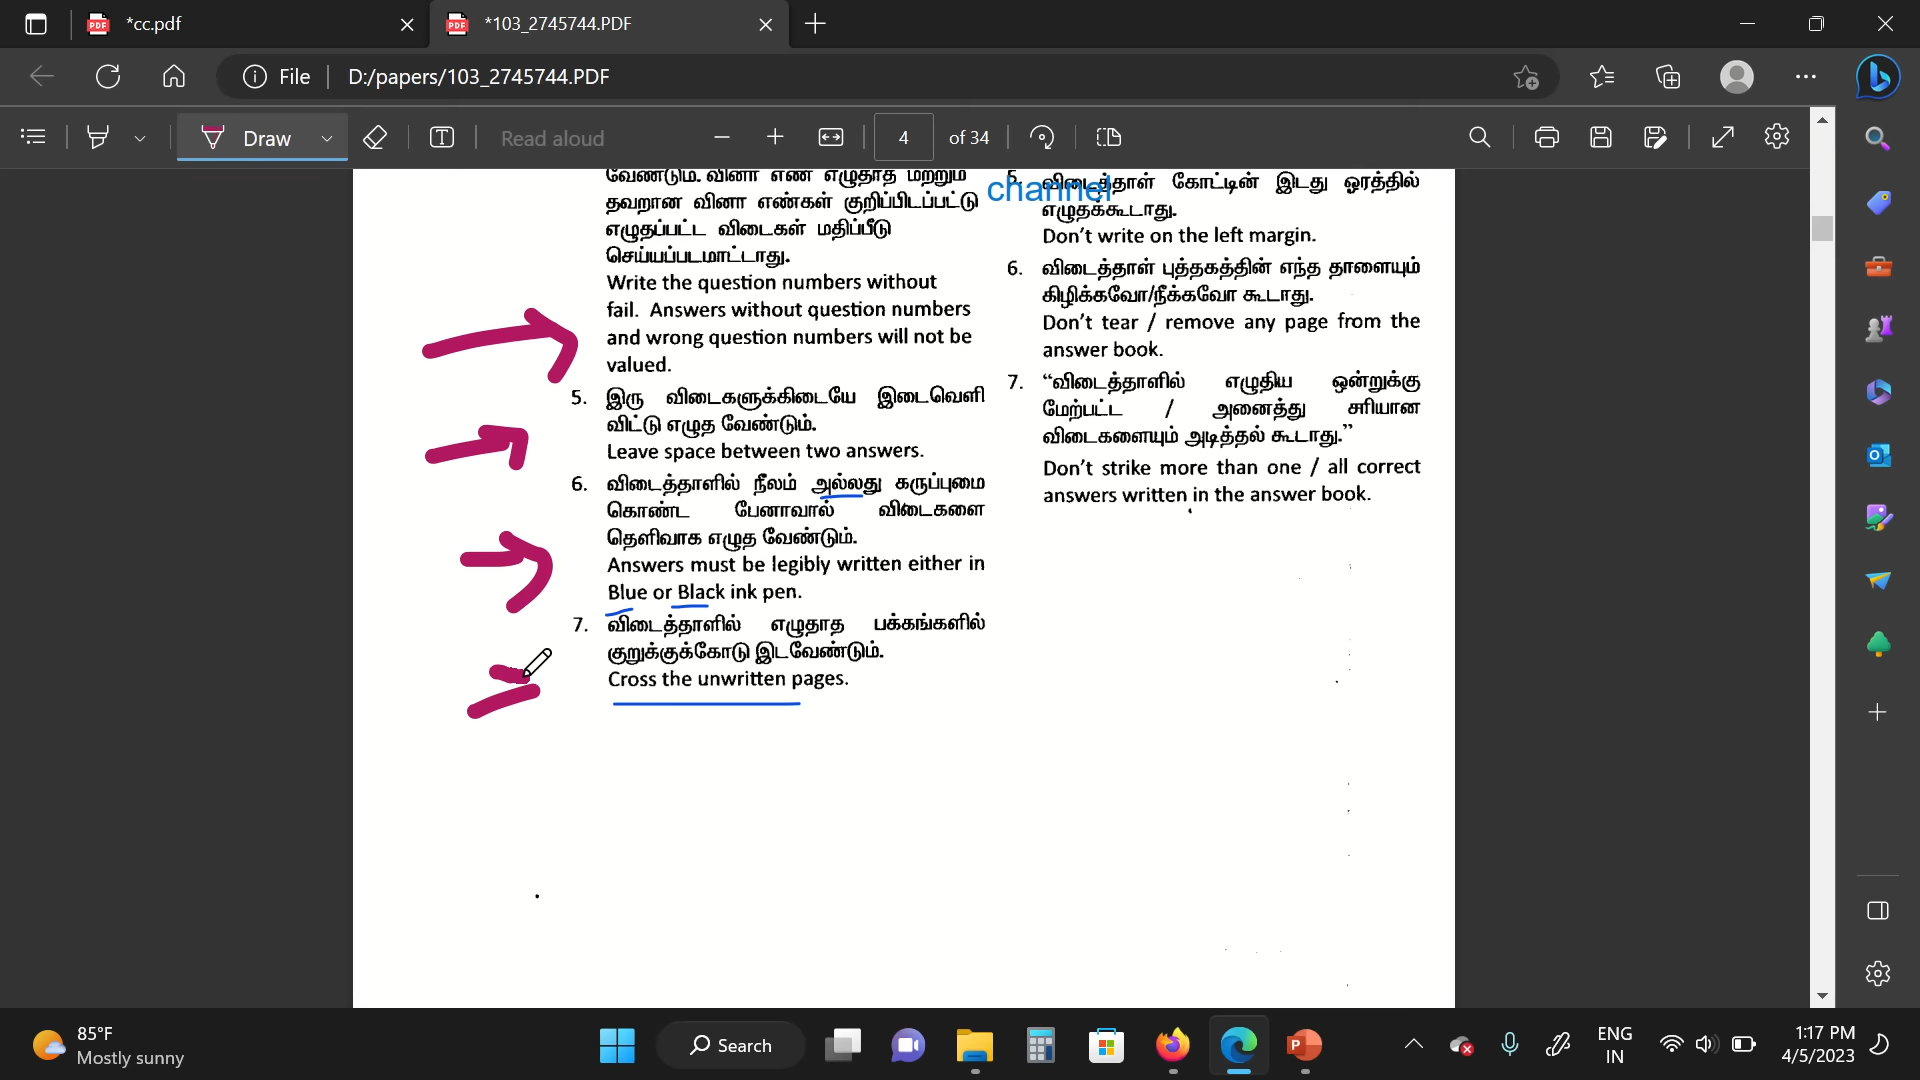 *cc.pdf
*103_2745744.PDF
File
D:/papers/103_2745744.PDF
Draw
Read aloud
4
of 34
வேண்டும். வினா எண் எழுதாத மற்றும்
தவறான வினா எண்கள் குறிப்பிடப்பட்டு
எழுதப்பட்ட விடைகள் மதிப்பீடு
செய்யப்படமாட்டாது.
Write the question numbers without
fail. Answers without question numbers
and wrong question numbers will not be
valued.
5. இரு விடைகளுக்கிடையே இடைவெளி
விட்டு எழுத வேண்டும்.
Leave space between two answers.
6. விடைத்தாளில் நீலம் அல்லது கருப்புமை
கொண்ட பேனாவால் விடைகளை
தெளிவாக எழுத வேண்டும்.
Answers must be legibly written either in
Blue or Black ink pen.
7. விடைத்தாளில் எழுதாத பக்கங்களில்
குறுக்குக்கோடு இடவேண்டும்.
Cross the unwritten pages.
channel
5. விடைத்தாள் கோட்டின் இடது ஓரத்தில்
எழுதக்கூடாது.
Don't write on the left margin.
6. விடைத்தாள் புத்தகத்தின் எந்த தாளையும்
கிழிக்கவோ/நீக்கவோ கூடாது.
Don't tear / remove any page from the
answer book.
7. “விடைத்தாளில் எழுதிய ஒன்றுக்கு
மேற்பட்ட / அனைத்து சரியான
விடைகளையும் அடித்தல் கூடாது.”
Don't strike more than one / all correct
answers written in the answer book.
85°F
Mostly sunny
Search
ENG
IN
1:17 PM
4/5/2023